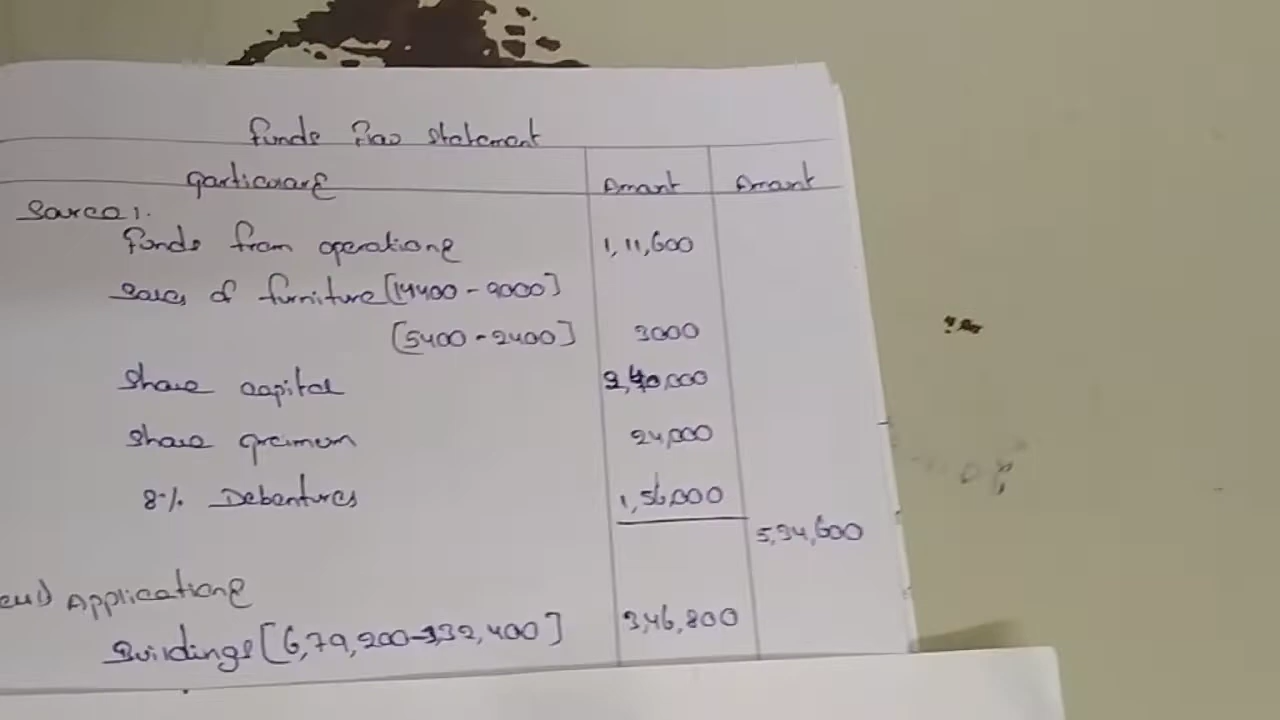 Funds Flow Statement
Particulars Amount Amount
Source:
Funds from operations 1,11,600
Sales of furniture [14400-9000]
[5400-2400] 3000
Share capital 2,40,000
Share premium 24,000
8% Debentures 1,56,000
5,34,600
Applications
Buildings [6,79,200-3,32,400] 3,46,800